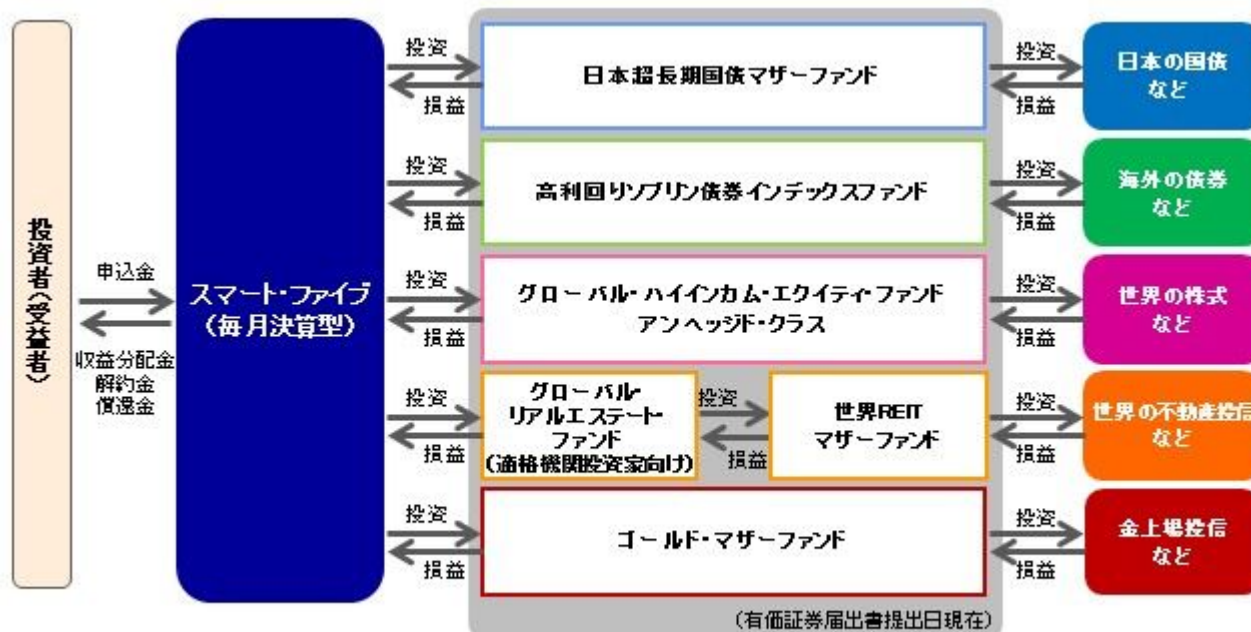 投資者（受益者）
申込金
収益分配金
解約金
償還金
スマート・ファイブ
（毎月決算型）
投資
損益
日本超長期国債マザーファンド
投資
損益
日本の国債
など
投資
損益
高利回りソブリン債券インデックスファンド
投資
損益
海外の債券
など
投資
損益
グローバル・ハイインカム・エクイティ・ファンド
アンヘッジド・クラス
投資
損益
世界の株式
など
投資
損益
グローバル・
リアルエステート・
ファンド
（適格機関投資家向け）
投資
損益
世界REIT
マザーファンド
投資
損益
世界の不動産投信
など
投資
損益
ゴールド・マザーファンド
投資
損益
金上場投信
など
（有価証券届出書提出日現在）